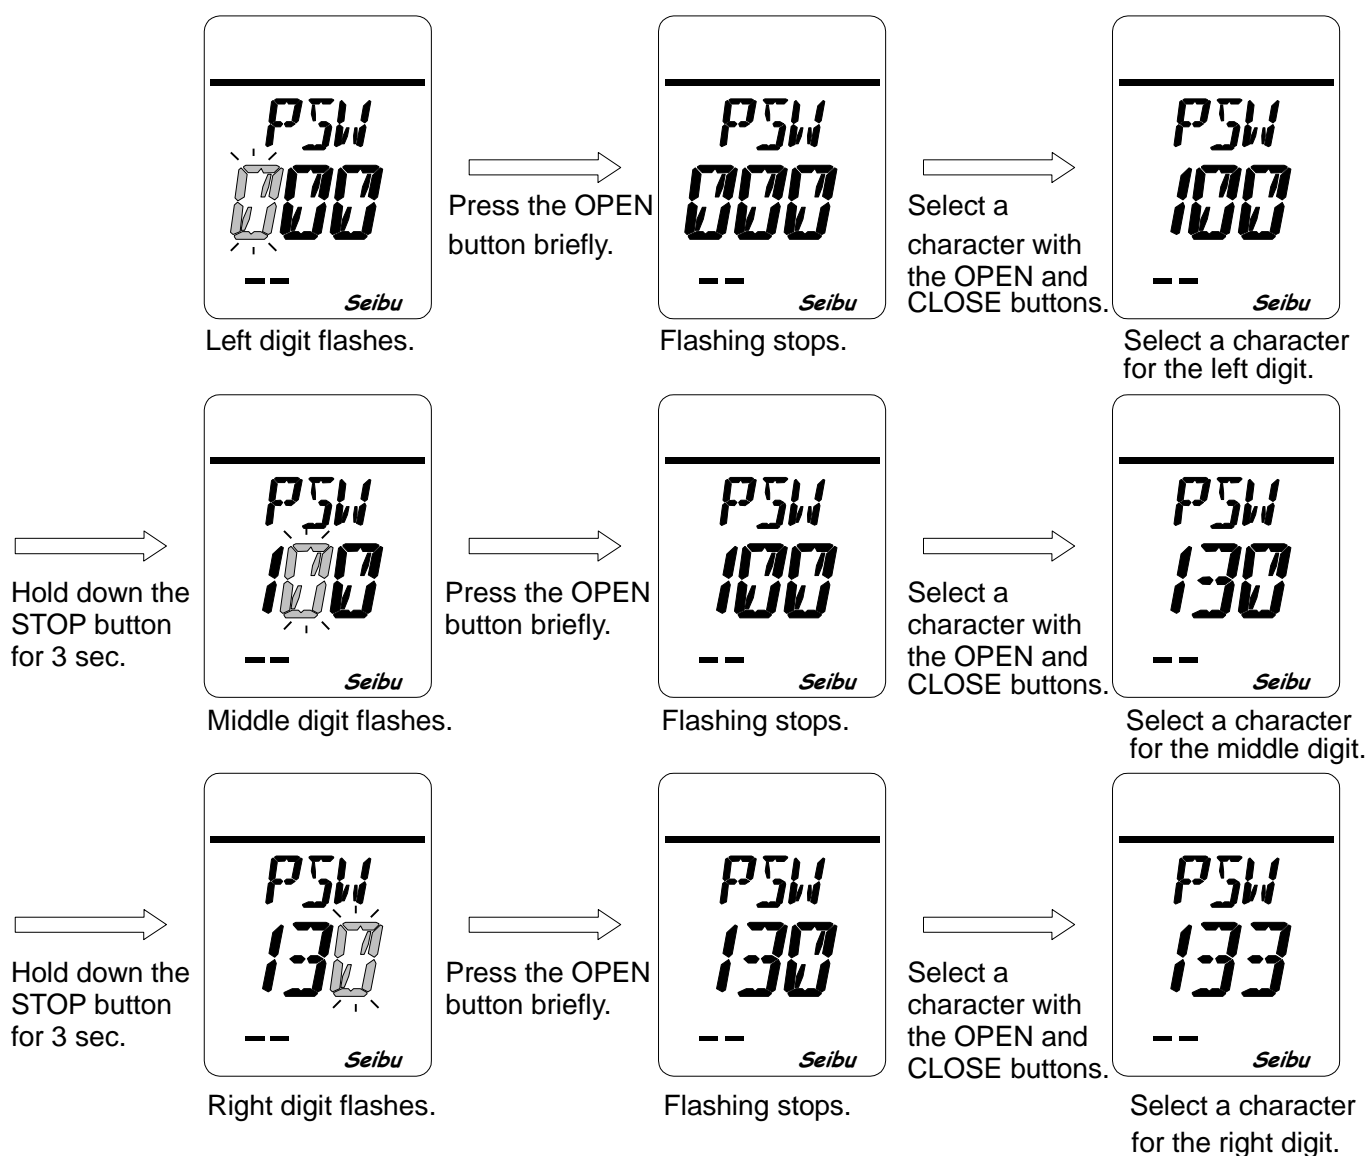 PSW
000
--
Seibu
Left digit flashes.
Press the OPEN
button briefly.
PSW
000
--
Seibu
Flashing stops.
Select a
character with
the OPEN and
CLOSE buttons.
PSW
100
--
Seibu
Select a character
for the left digit.
Hold down the
STOP button
for 3 sec.
PSW
100
--
Seibu
Middle digit flashes.
Press the OPEN
button briefly.
PSW
100
--
Seibu
Flashing stops.
Select a
character with
the OPEN and
CLOSE buttons.
PSW
130
--
Seibu
Select a character
for the middle digit.
Hold down the
STOP button
for 3 sec.
PSW
130
--
Seibu
Right digit flashes.
Press the OPEN
button briefly.
PSW
130
--
Seibu
Flashing stops.
Select a
character with
the OPEN and
CLOSE buttons.
PSW
133
--
Seibu
Select a character
for the right digit.